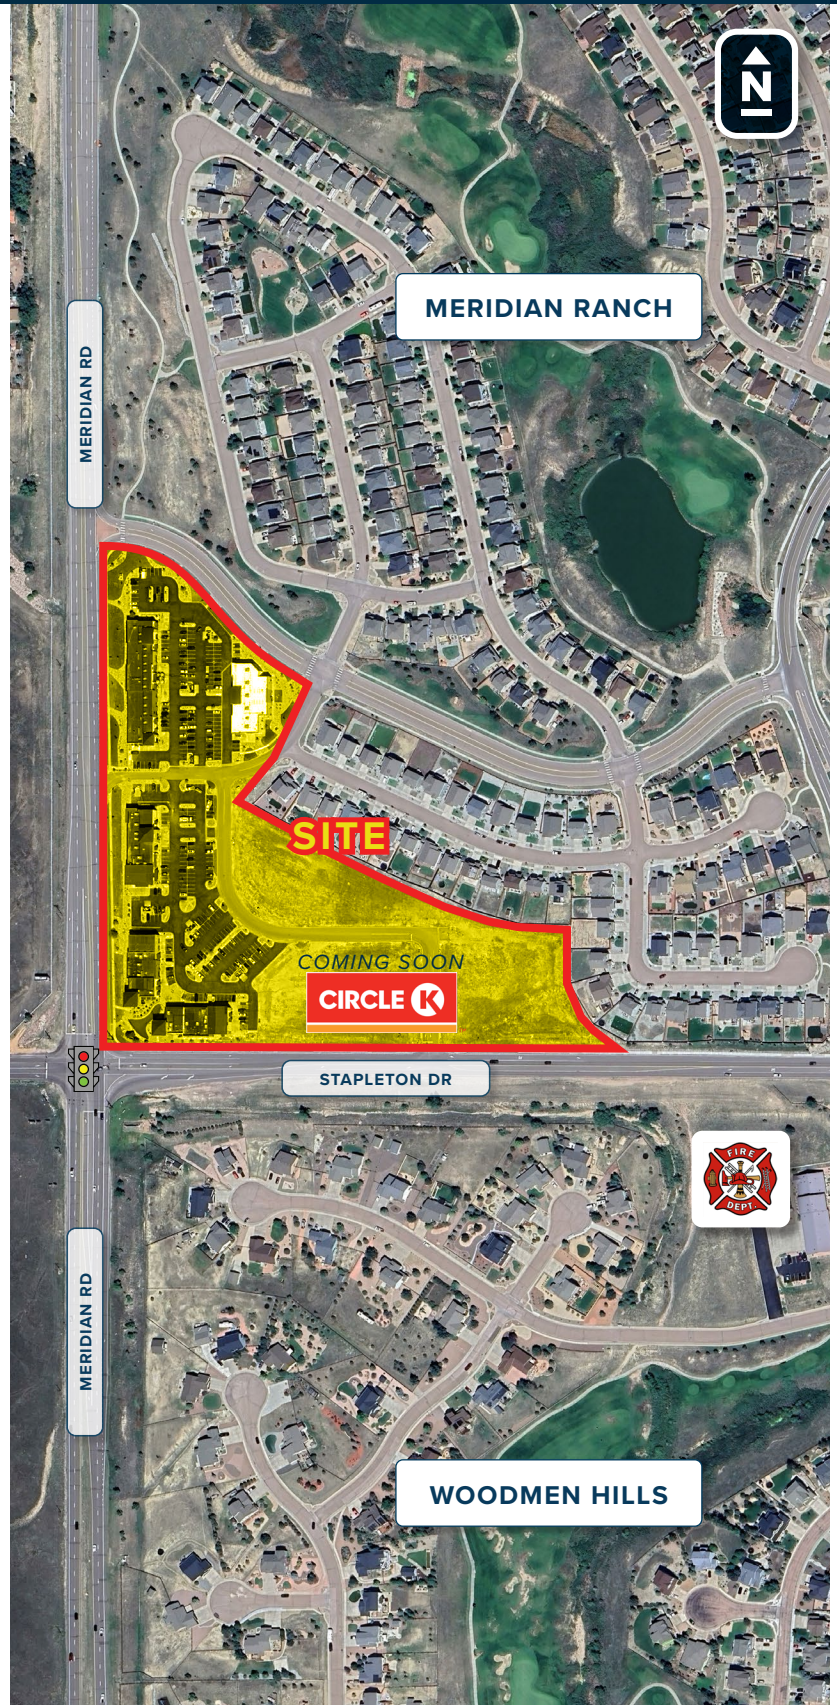 N
MERIDIAN RANCH
MERIDIAN RD
SITE
COMING SOON
CIRCLE K
STAPLETON DR
FIRE
DEPT.
MERIDIAN RD
WOODMEN HILLS